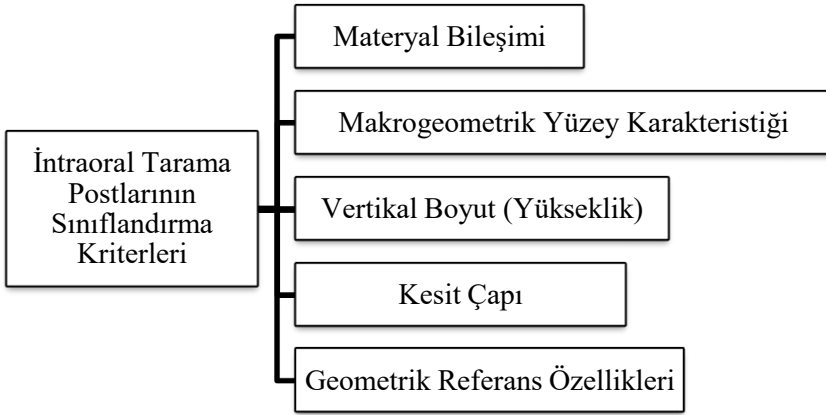 İntraoral Tarama
Postlarının
Sınıflandırma
Kriterleri
Materyal Bileşimi
Makrogeometrik Yüzey Karakteristiği
Vertikal Boyut (Yükseklik)
Kesit Çapı
Geometrik Referans Özellikleri